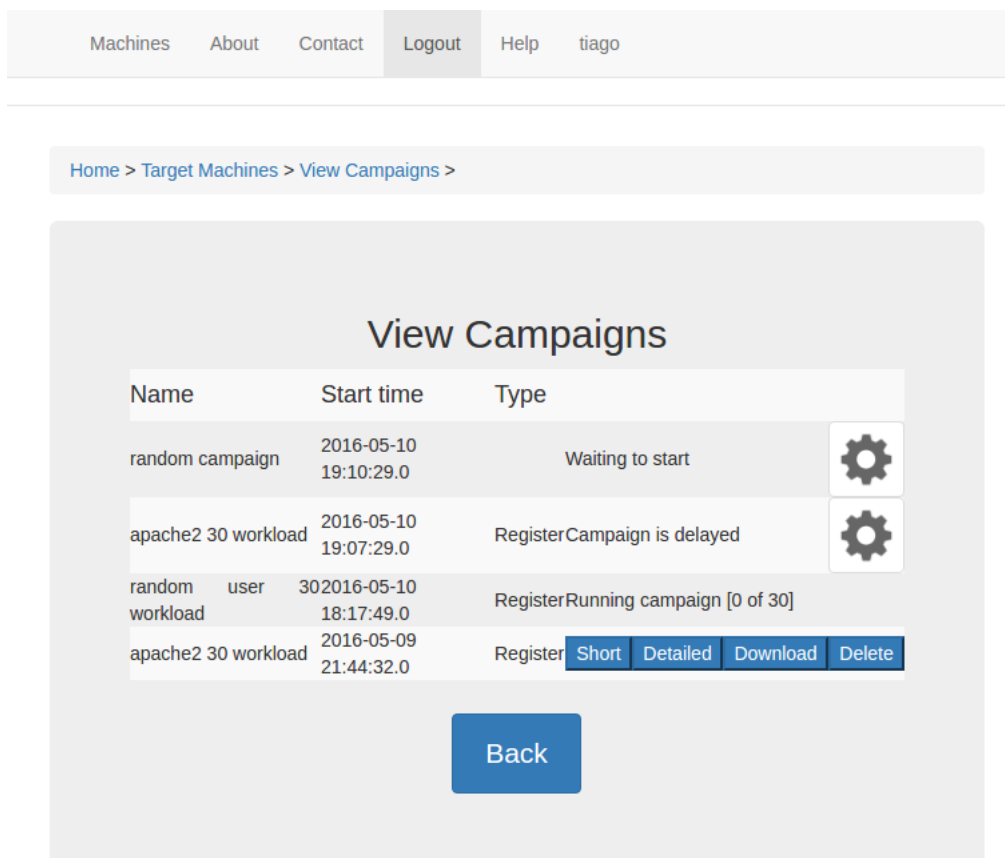 Machines About Contact Logout Help tiago
Home > Target Machines > View Campaigns >
View Campaigns
Name Start time Type
random campaign 2016-05-10 19:10:29.0 Waiting to start
apache2 30 workload 2016-05-10 19:07:29.0 Register Campaign is delayed
random user 30 workload 2016-05-10 18:17:49.0 Register Running campaign [0 of 30]
apache2 30 workload 2016-05-09 21:44:32.0 Register Short Detailed Download Delete
Back